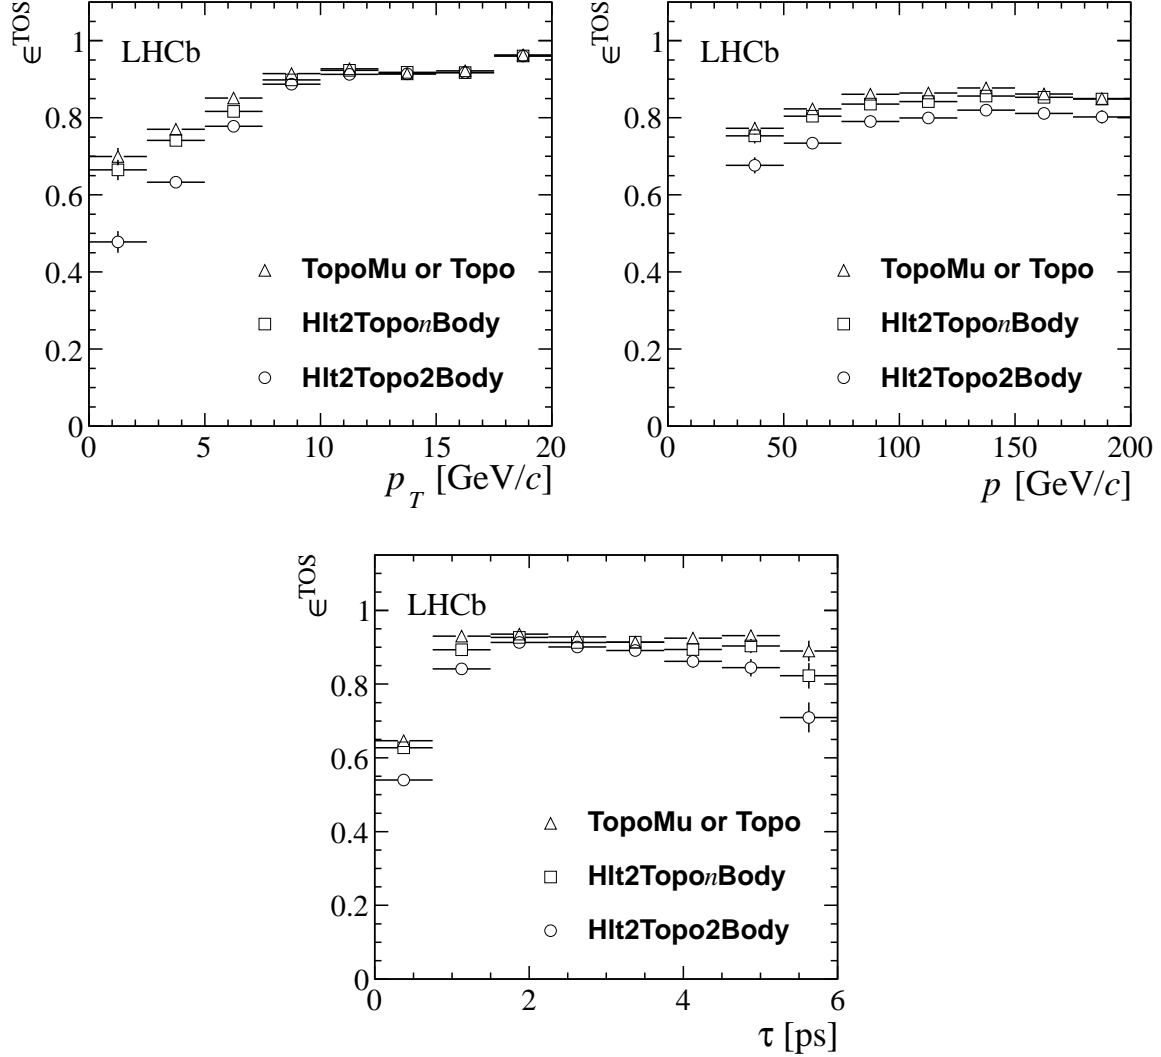 ϵ^TOS
LHCb
1
0.8
0.6
0.4
0.2
0
TopoMu or Topo
Hlt2ToponBody
Hlt2Topo2Body
0 5 10 15 20
p_T [GeV/c]
ϵ^TOS
LHCb
1
0.8
0.6
0.4
0.2
0
TopoMu or Topo
Hlt2ToponBody
Hlt2Topo2Body
0 50 100 150 200
p [GeV/c]
ϵ^TOS
LHCb
1
0.8
0.6
0.4
0.2
0
TopoMu or Topo
Hlt2ToponBody
Hlt2Topo2Body
0 2 4 6
τ [ps]